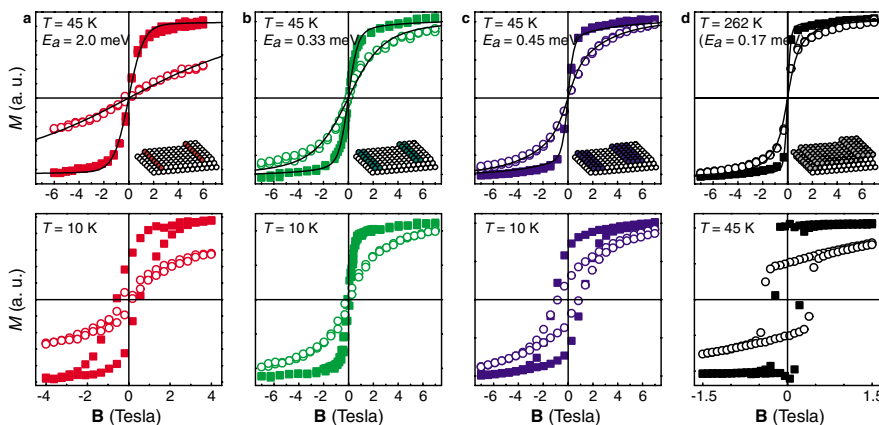 a b c d
T = 45 K T = 45 K T = 45 K T = 262 K
Ea = 2.0 meV Ea = 0.33 meV Ea = 0.45 meV (Ea = 0.17 meV)
M (a. u.)
-6 -4 -2 0 2 4 6 -6 -4 -2 0 2 4 6 -6 -4 -2 0 2 4 6 -6 -4 -2 0 2 4 6
T = 10 K T = 10 K T = 10 K T = 45 K
M (a. u.)
-4 -2 0 2 4 -6 -4 -2 0 2 4 6 -6 -4 -2 0 2 4 6 -1.5 0 1.5
B (Tesla) B (Tesla) B (Tesla) B (Tesla)